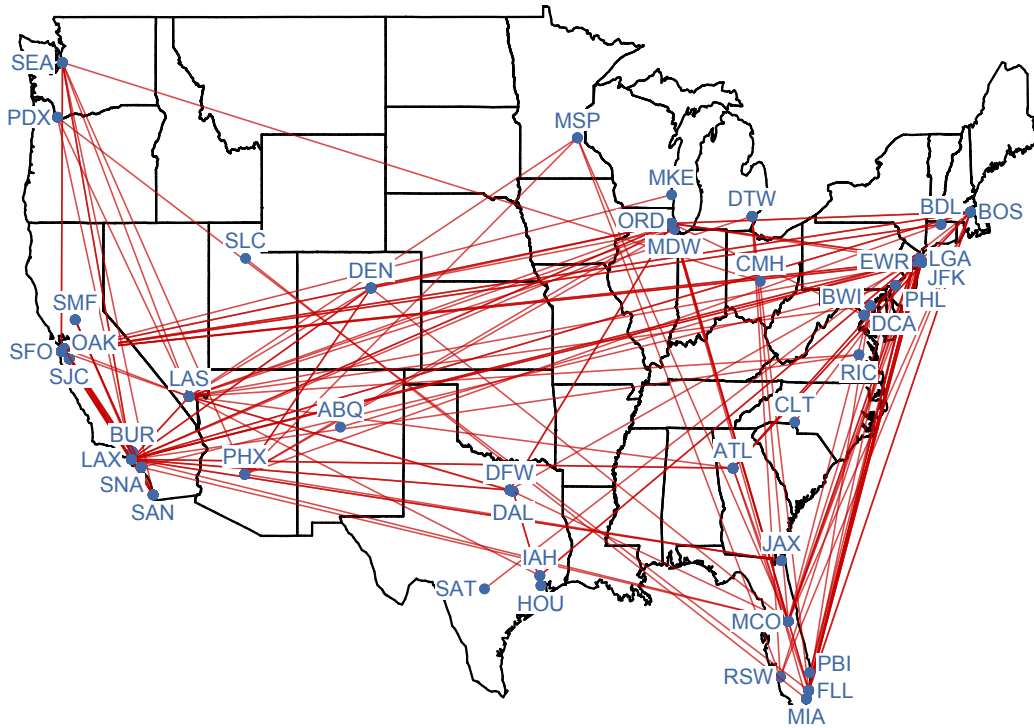 SEA
PDX
MSP
MKE
DTW
ORD
BDL
BOS
MDW
SLC
DEN
CMH
EWR
LGA
JFK
PHL
BWI
DCA
SMF
OAK
SFO
SJC
RIC
LAS
ABQ
CLT
BUR
LAX
PHX
ATL
SNA
SAN
DFW
DAL
JAX
IAH
SAT
HOU
MCO
RSW
PBI
FLL
MIA